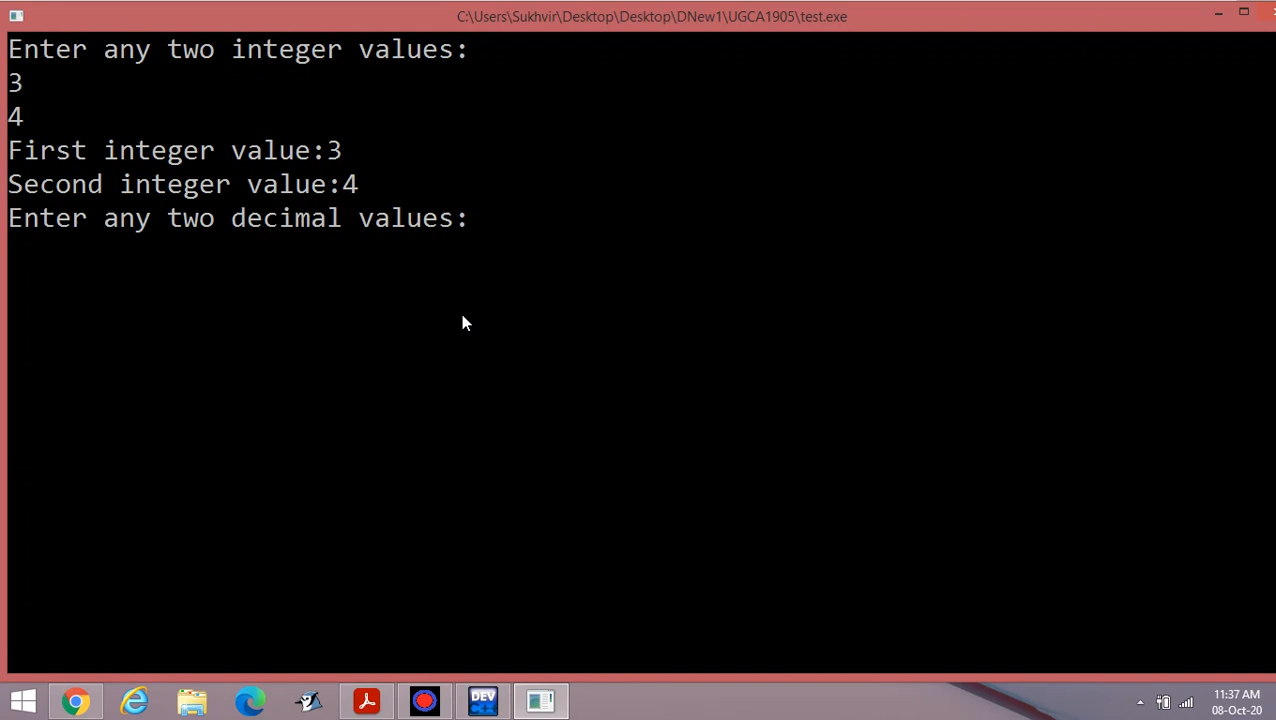 C:\Users\Sukhvir\Desktop\Desktop\DNew1\UGCA1905\test.exe
Enter any two integer values:
3
4
First integer value:3
Second integer value:4
Enter any two decimal values:
DEV
11:37 AM
08-Oct-20